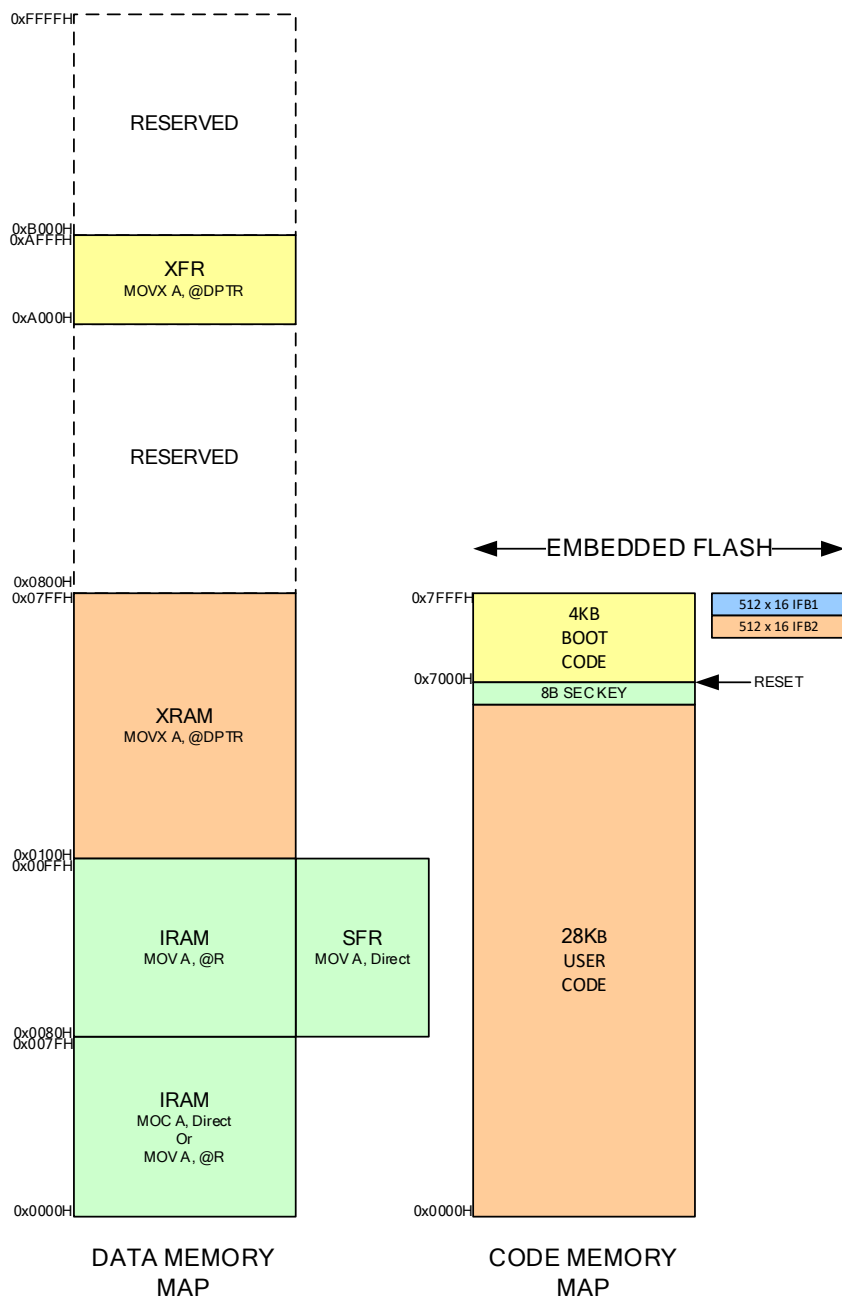 0xFFFFH
RESERVED
0xB000H
0xAFFFH
XFR
MOVX A, @DPTR
0xA000H
RESERVED
0x0800H
0x07FFH
XRAM
MOVX A, @DPTR
0x0100H
0x00FFH
IRAM
MOV A, @R
SFR
MOV A, Direct
0x0080H
0x007FH
IRAM
MOC A, Direct
Or
MOV A, @R
0x0000H
DATA MEMORY
MAP
EMBEDDED FLASH
0x7FFFH
4KB
BOOT
CODE
512 x 16 IFB1
512 x 16 IFB2
0x7000H
RESET
8B SEC KEY
28KB
USER
CODE
0x0000H
CODE MEMORY
MAP